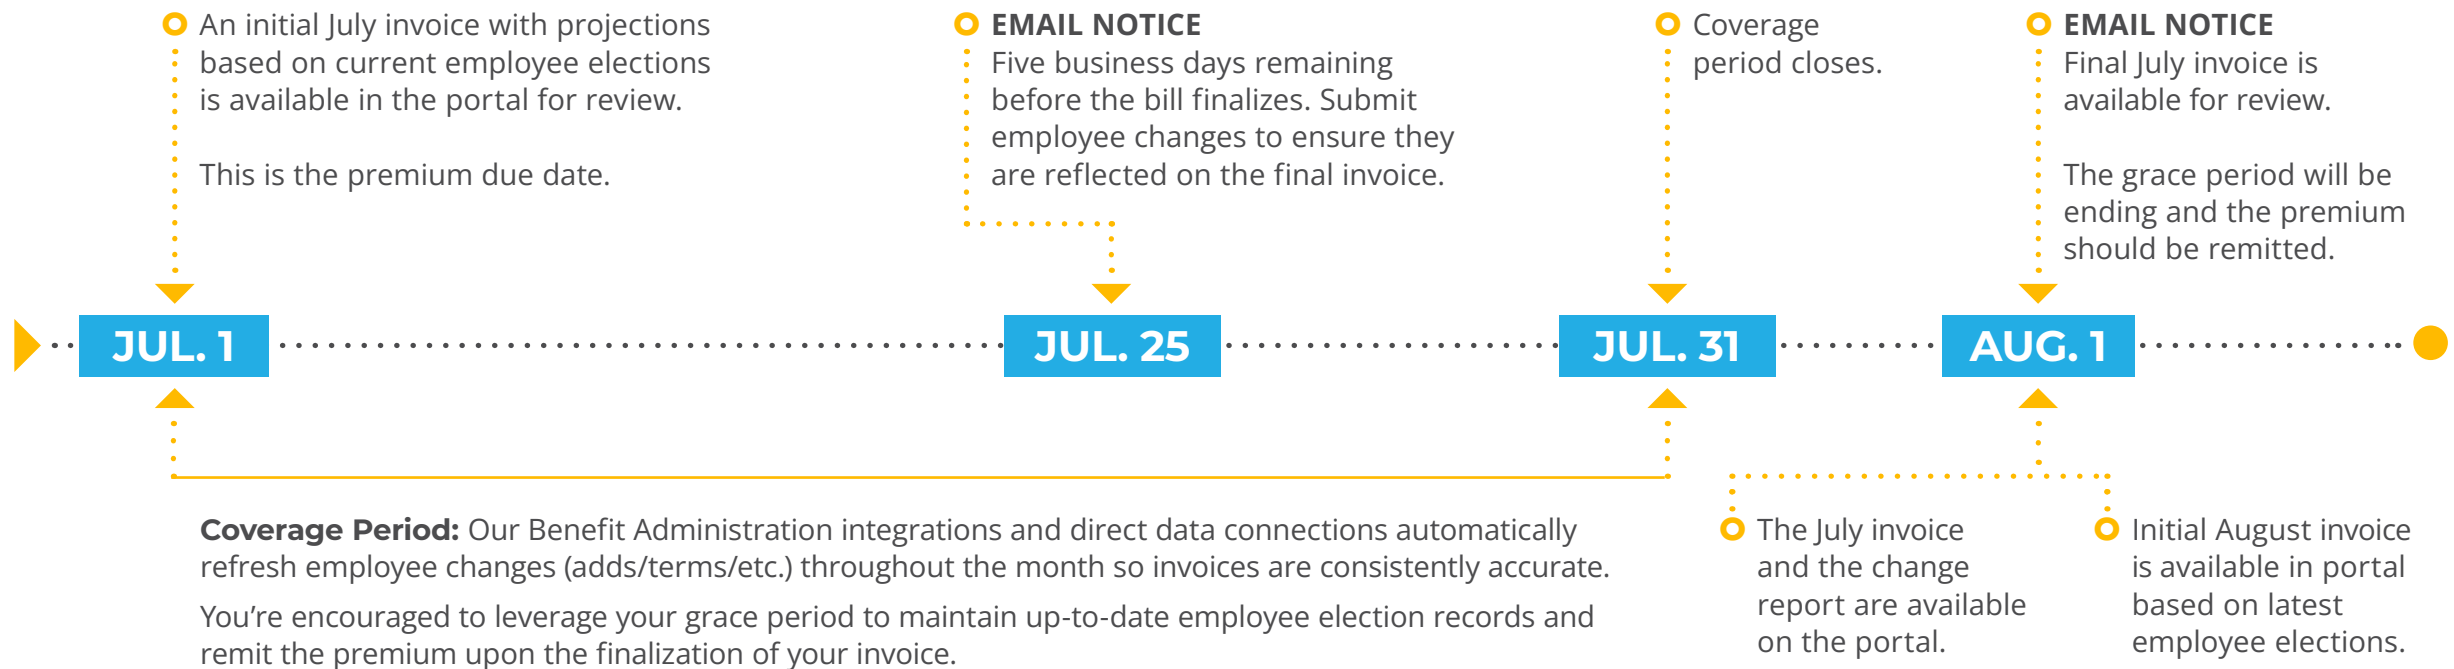 An initial July invoice with projections
based on current employee elections
is available in the portal for review.
This is the premium due date.
EMAIL NOTICE
Five business days remaining
before the bill finalizes. Submit
employee changes to ensure they
are reflected on the final invoice.
Coverage
period closes.
EMAIL NOTICE
Final July invoice is
available for review.
The grace period will be
ending and the premium
should be remitted.
JUL. 1
JUL. 25
JUL. 31
AUG. 1
Coverage Period: Our Benefit Administration integrations and direct data connections automatically
refresh employee changes (adds/terms/etc.) throughout the month so invoices are consistently accurate.
You’re encouraged to leverage your grace period to maintain up-to-date employee election records and
remit the premium upon the finalization of your invoice.
The July invoice
and the change
report are available
on the portal.
Initial August invoice
is available in portal
based on latest
employee elections.